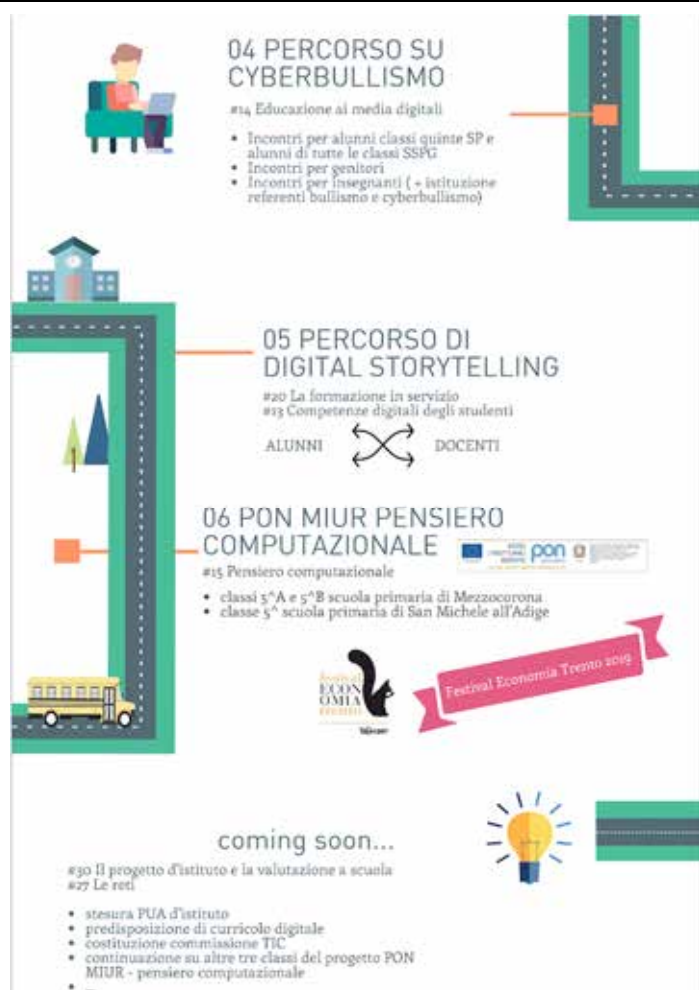 04 PERCORSO SU
CYBERBULLISMO
#14 Educazione ai media digitali
• Incontri per alunni classi quinte SP e
alunni di tutte le classi SSPG
• Incontri per genitori
• Incontri per insegnanti ( + istituzione
referenti bullismo e cyberbullismo)
05 PERCORSO DI
DIGITAL STORYTELLING
#20 La formazione in servizio
#13 Competenze digitali degli studenti
ALUNNI DOCENTI
06 PON MIUR PENSIERO
COMPUTAZIONALE
pon
#15 Pensiero computazionale
• classi 5^A e 5^B scuola primaria di Mezzocorona
• classe 5^ scuola primaria di San Michele all'Adige
festival
ECON
OMIA
trento
Festival Economia Trento 2019
coming soon...
#30 Il progetto d'istituto e la valutazione a scuola
#27 Le reti
• stesura PUA d'istituto
• predisposizione di curricolo digitale
• costituzione commissione TIC
• continuazione su altre tre classi del progetto PON
MIUR - pensiero computazionale